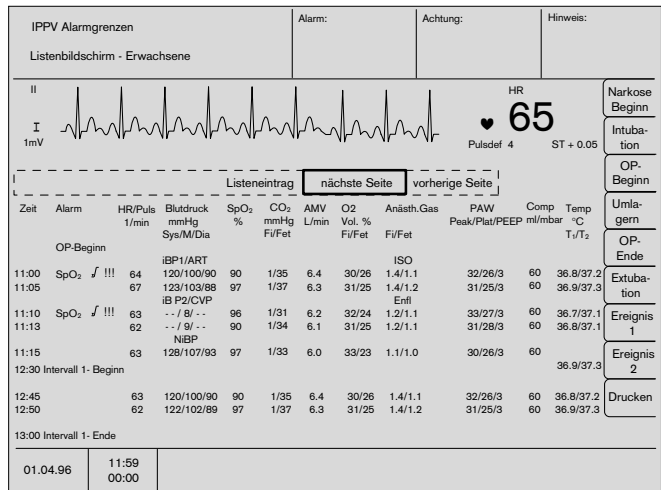 IPPV Alarmgrenzen
Listenbildschirm - Erwachsene
Alarm:
Achtung:
Hinweis:
II
I
1mV
HR
♥ 65
Pulsdef 4
ST + 0.05
Narkose
Beginn
Intuba-
tion
OP-
Beginn
Umla-
gern
OP-
Ende
Extuba-
tion
Ereignis
1
Ereignis
2
Drucken
Listeneintrag nächste Seite vorherige Seite
Zeit Alarm HR/Puls Blutdruck SpO₂ CO₂ AMV O2 Anästh.Gas PAW Comp Temp
1/min mmHg % mmHg L/min Vol. % Peak/Plat/PEEP ml/mbar °C
Sys/M/Dia Fi/Fet Fi/Fet Fi/Fet T₁/T₂
OP-Beginn
iBP1/ART ISO
11:00 SpO₂ !!! 64 120/100/90 90 1/35 6.4 30/26 1.4/1.1 32/26/3 60 36.8/37.2
11:05 67 123/103/88 97 1/37 6.3 31/25 1.4/1.2 31/25/3 60 36.9/37.3
iB P2/CVP Enfl
11:10 SpO₂ !!! 63 - - / 8/ - - 96 1/31 6.2 32/24 1.2/1.1 33/27/3 60 36.7/37.1
11:13 62 - - / 9/ - - 90 1/34 6.1 31/25 1.2/1.1 31/28/3 60 36.8/37.1
NiBP
11:15 63 128/107/93 97 1/33 6.0 33/23 1.1/1.0 30/26/3 60
36.9/37.3
12:30 Intervall 1- Beginn
12:45 63 120/100/90 90 1/35 6.4 30/26 1.4/1.1 32/26/3 60 36.8/37.2
12:50 62 122/102/89 97 1/37 6.3 31/25 1.4/1.2 31/25/3 60 36.9/37.3
13:00 Intervall 1- Ende
01.04.96
11:59
00:00